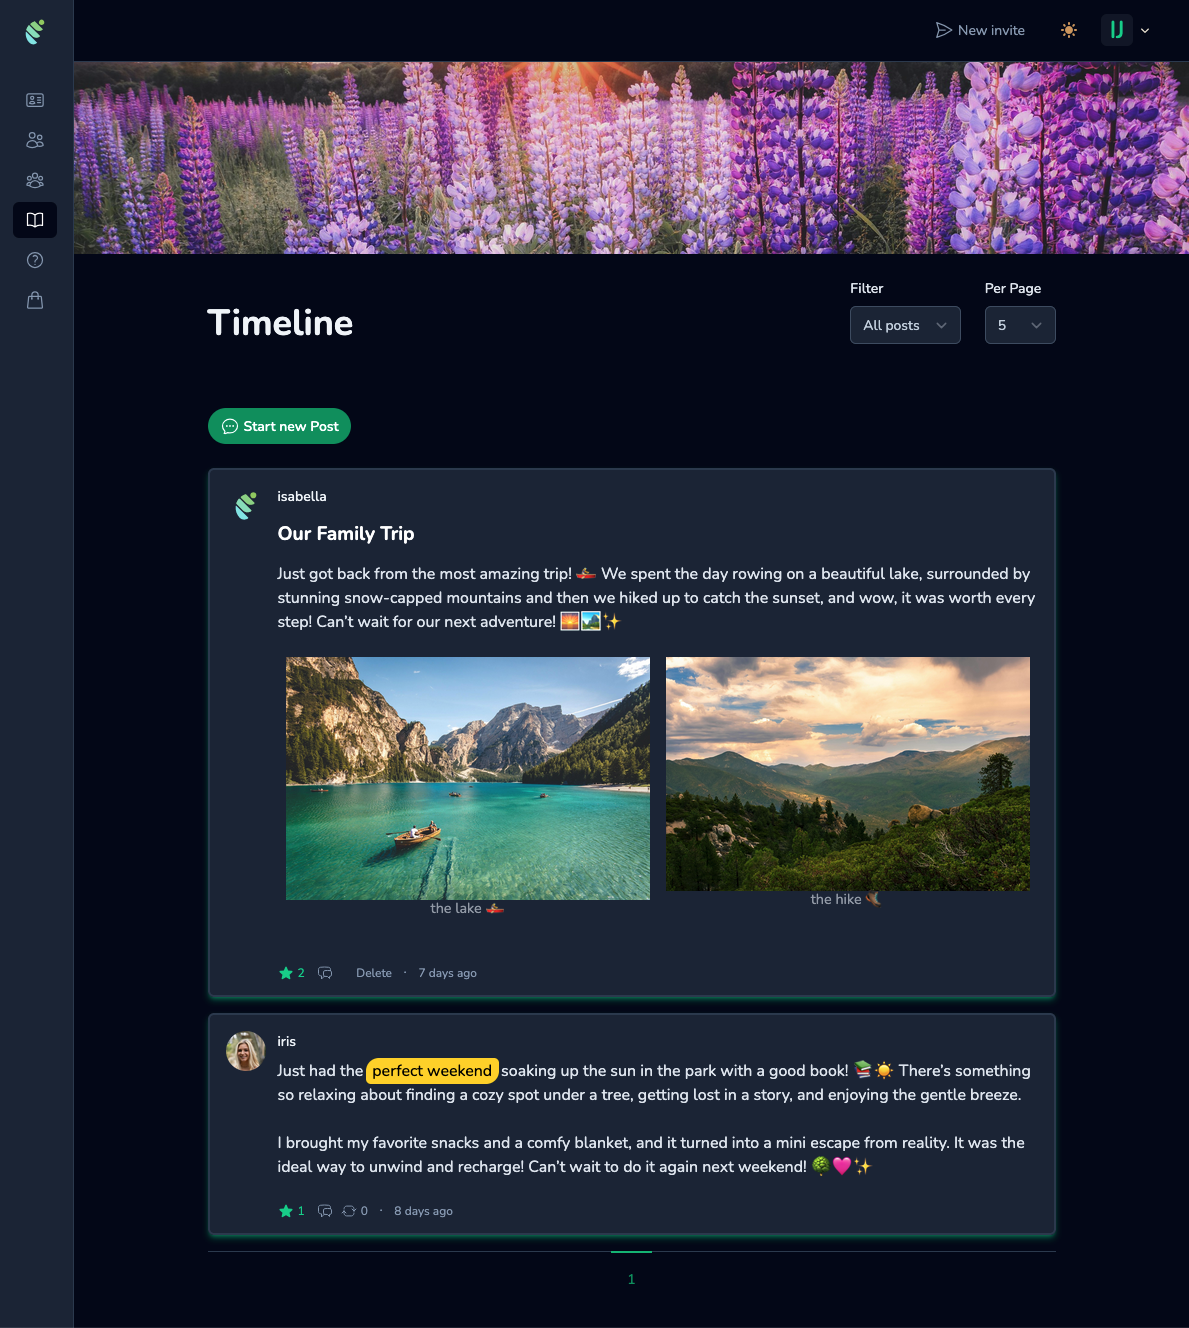 New invite
IJ
Filter
Per Page
Timeline
All posts
5
Start new Post
isabella
Our Family Trip
Just got back from the most amazing trip! 🚣 We spent the day rowing on a beautiful lake, surrounded by
stunning snow-capped mountains and then we hiked up to catch the sunset, and wow, it was worth every
step! Can't wait for our next adventure! 🌅🏞️✨
the lake 🚣
the hike 🥾
2
Delete · 7 days ago
iris
Just had the perfect weekend soaking up the sun in the park with a good book! 📚☀️ There's something
so relaxing about finding a cozy spot under a tree, getting lost in a story, and enjoying the gentle breeze.
I brought my favorite snacks and a comfy blanket, and it turned into a mini escape from reality. It was the
ideal way to unwind and recharge! Can't wait to do it again next weekend! 🌳💖✨
1 0 · 8 days ago
1